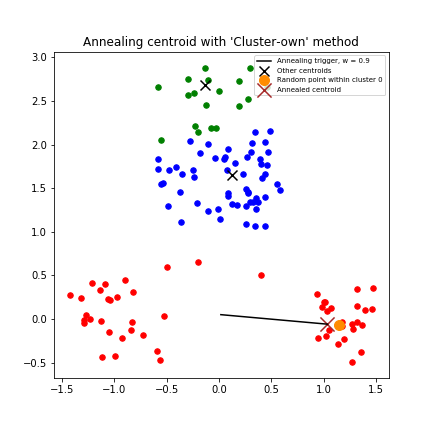 Annealing centroid with 'Cluster-own' method
Annealing trigger, w = 0.9
Other centroids
Random point within cluster 0
Annealed centroid
3.0
2.5
2.0
1.5
1.0
0.5
0.0
−0.5
−1.5 −1.0 −0.5 0.0 0.5 1.0 1.5